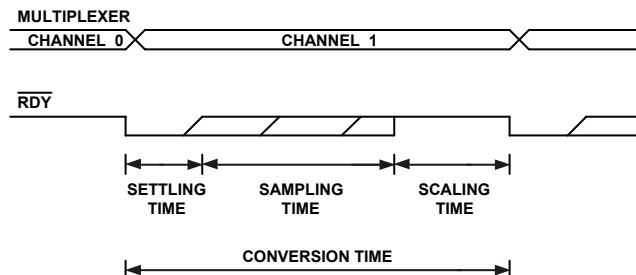 MULTIPLEXER
CHANNEL 0 CHANNEL 1
RDY
SETTLING TIME
SAMPLING TIME
SCALING TIME
CONVERSION TIME